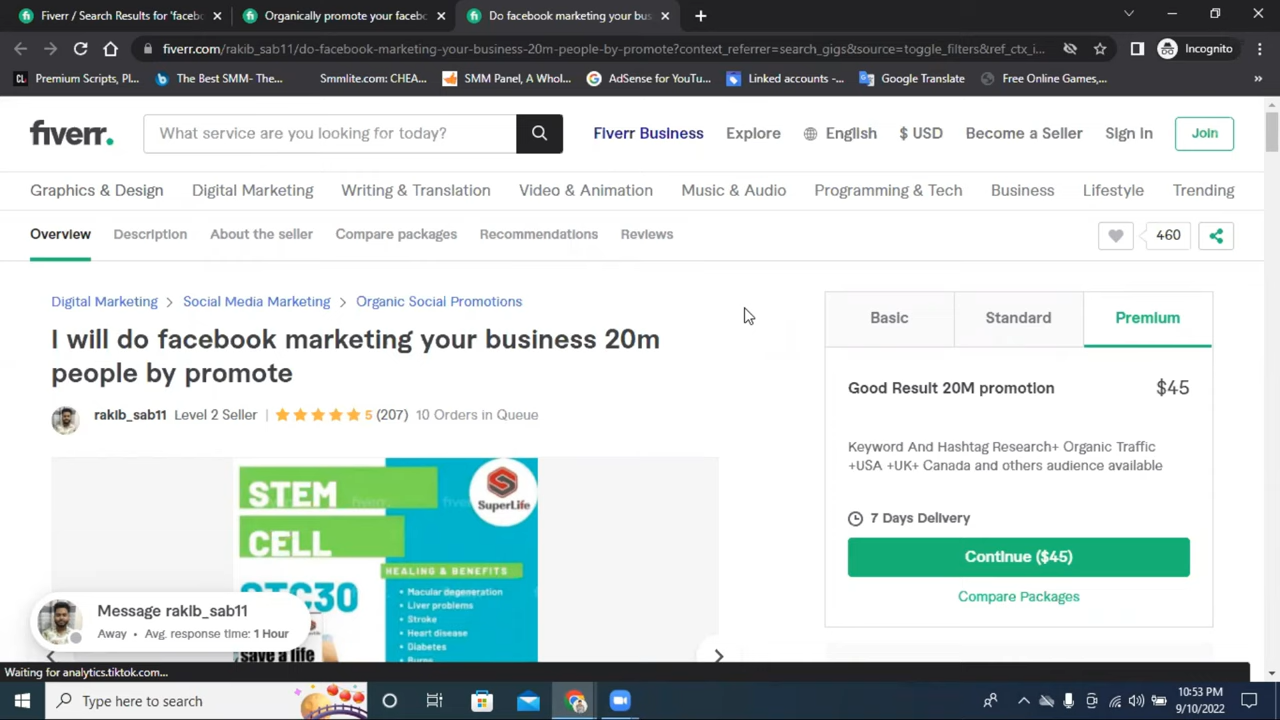 Fiverr / Search Results for 'faceb
Organically promote your facebo
Do facebook marketing your bus
fiverr.com/rakib_sab11/do-facebook-marketing-your-business-20m-people-by-promote?context_referrer=search_gigs&source=toggle_filters&ref_ctx_i...
Incognito
CL
Premium Scripts, Pl...
The Best SMM- The...
Smmlite.com: CHEA...
SMM Panel, A Whol...
AdSense for YouTu...
Linked accounts -...
Google Translate
Free Online Games,...
fiverr.
What service are you looking for today?
Fiverr Business
Explore
English
$ USD
Become a Seller
Sign In
Join
Graphics & Design
Digital Marketing
Writing & Translation
Video & Animation
Music & Audio
Programming & Tech
Business
Lifestyle
Trending
Overview
Description
About the seller
Compare packages
Recommendations
Reviews
460
Digital Marketing > Social Media Marketing > Organic Social Promotions
I will do facebook marketing your business 20m
people by promote
rakib_sab11 Level 2 Seller | 5 (207) 10 Orders in Queue
Basic
Standard
Premium
Good Result 20M promotion
$45
Keyword And Hashtag Research+ Organic Traffic
+USA +UK+ Canada and others audience available
7 Days Delivery
Continue ($45)
Compare Packages
STEM
CELL
STC30
SuperLife
HEALING & BENEFITS
• Macular degeneration
• Liver problems
• Stroke
• Heart disease
• Diabetes
• Burns
save a life
Message rakib_sab11
Away • Avg. response time: 1 Hour
Waiting for analytics.tiktok.com...
Type here to search
10:53 PM
9/10/2022